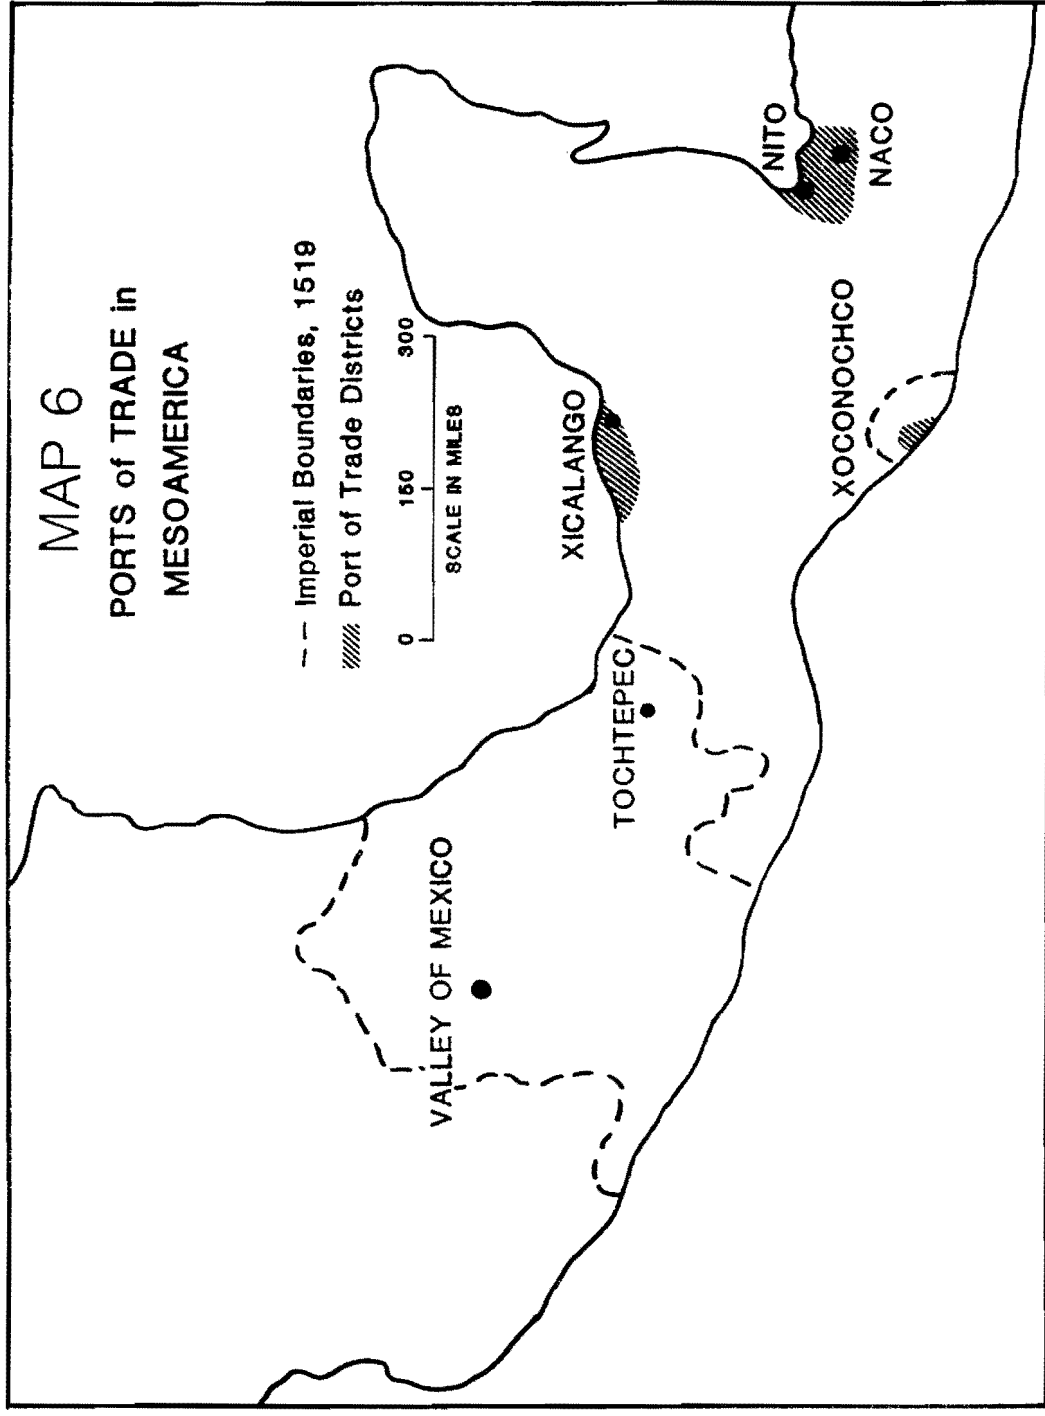 MAP 6
PORTS of TRADE in
MESOAMERICA
Imperial Boundaries, 1519
Port of Trade Districts
0 150 300
SCALE IN MILES
VALLEY OF MEXICO
TOCHTEPEC
XICALANGO
XOCONOCHCO
NITO
NACO